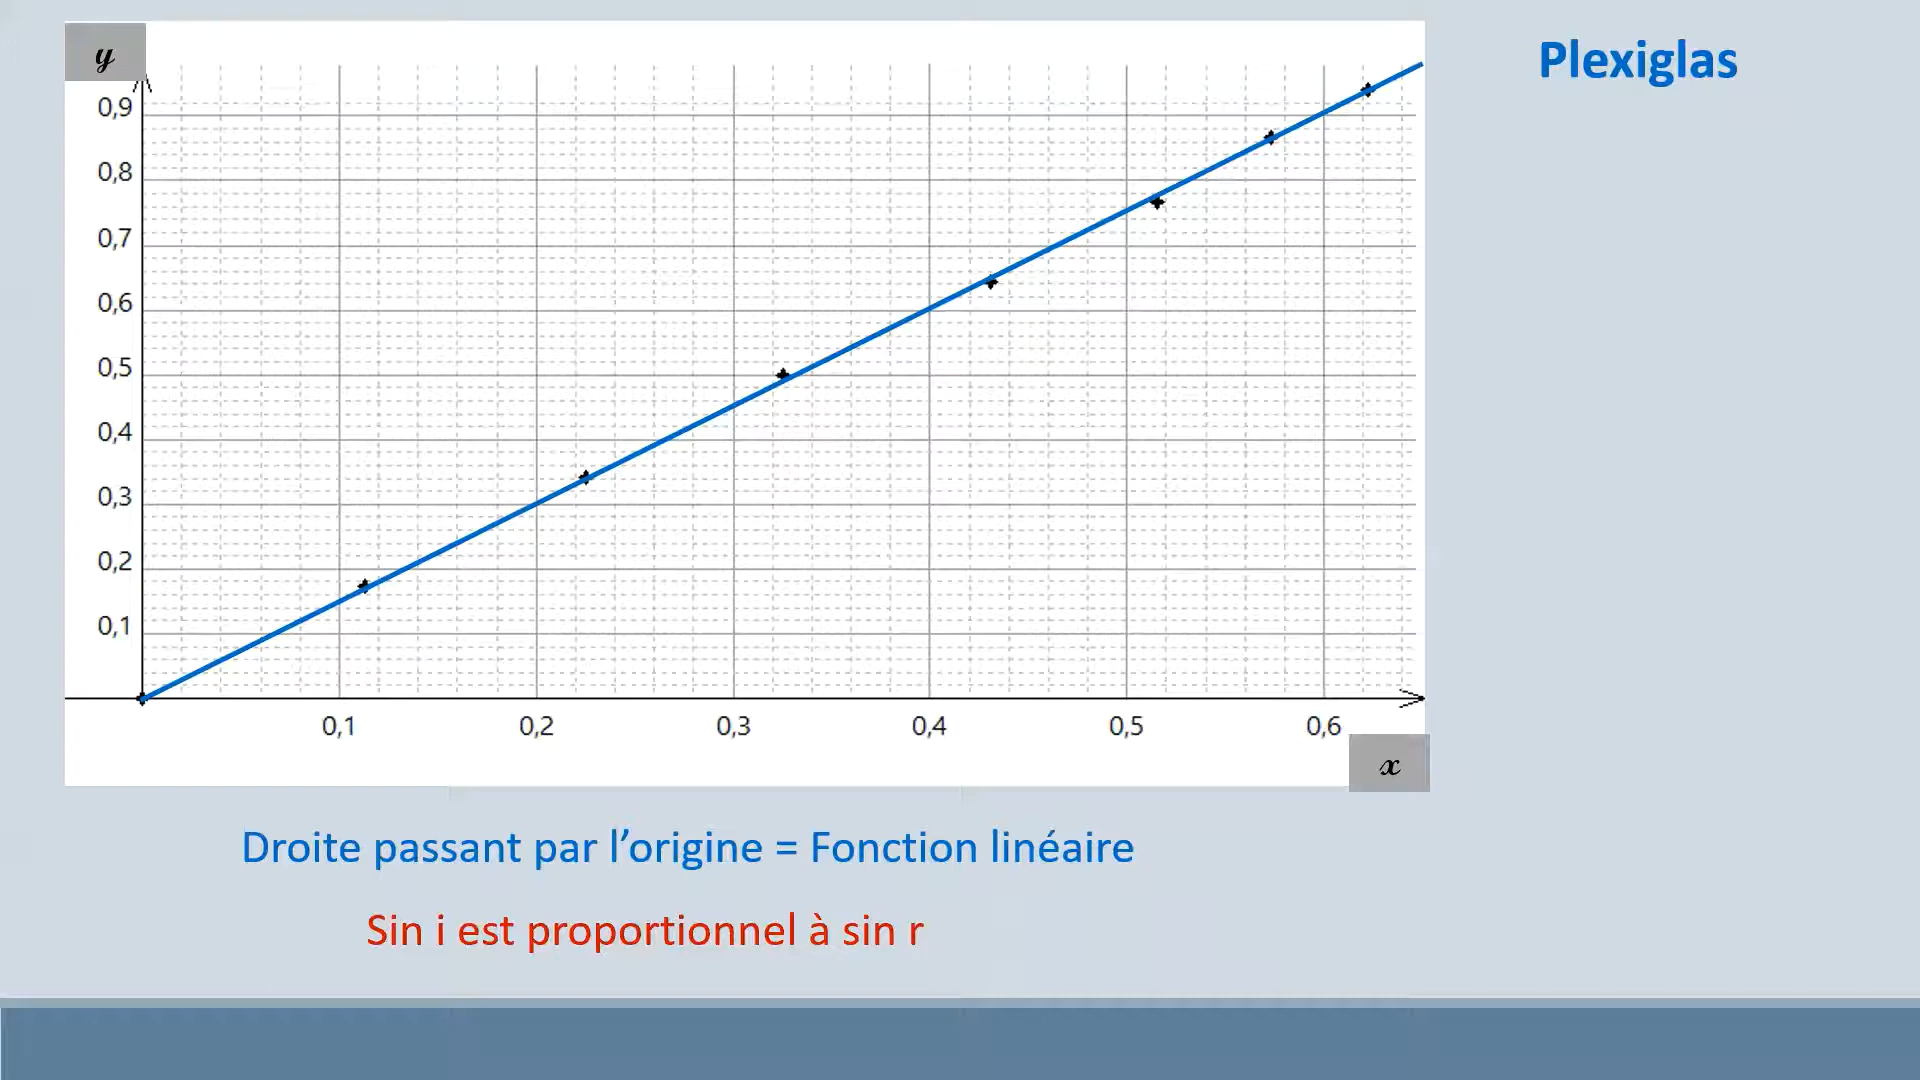 y
Plexiglas
0,9
0,8
0,7
0,6
0,5
0,4
0,3
0,2
0,1
0,1 0,2 0,3 0,4 0,5 0,6
x
Droite passant par l’origine = Fonction linéaire
Sin i est proportionnel à sin r